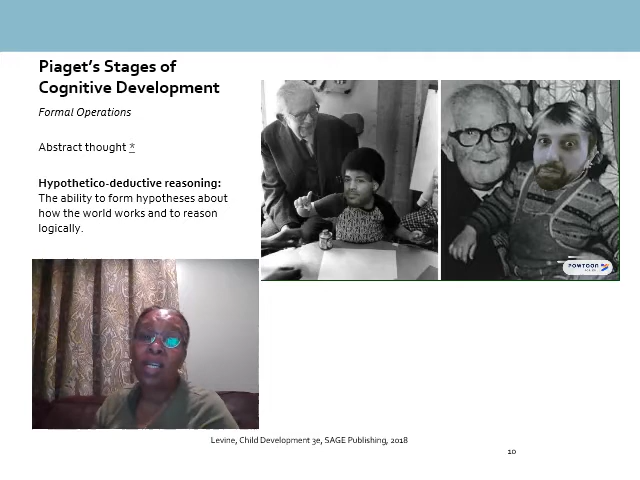 Piaget's Stages of
Cognitive Development
Formal Operations
Abstract thought *
Hypothetico-deductive reasoning:
The ability to form hypotheses about
how the world works and to reason
logically.
POWTOON
Levine, Child Development 3e, SAGE Publishing, 2018
10